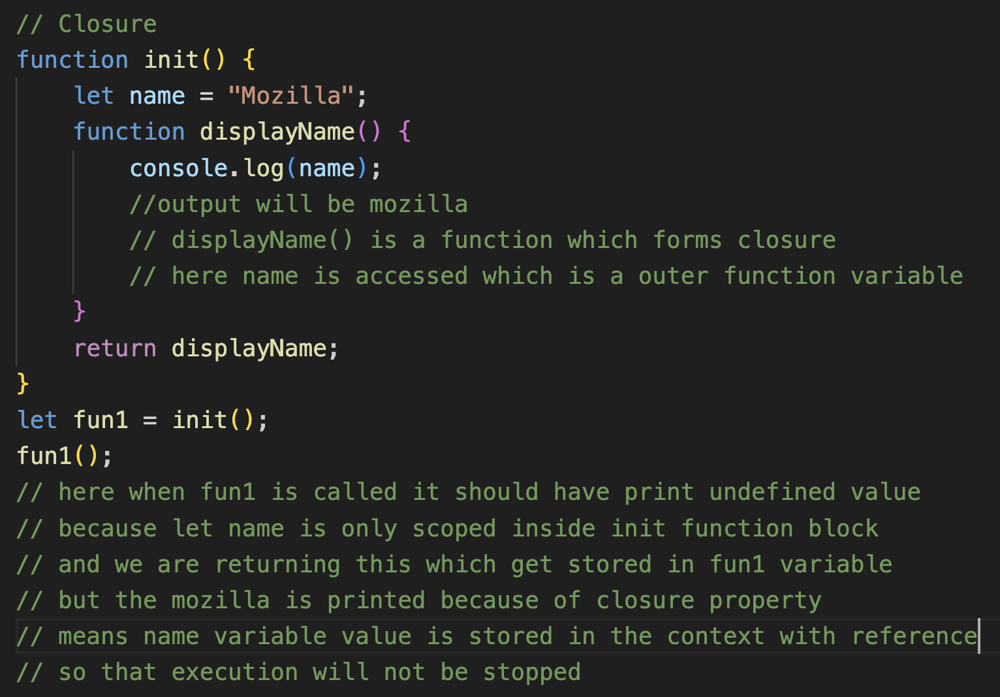 // Closure
function init() {
    let name = "Mozilla";
    function displayName() {
        console.log(name);
        //output will be mozilla
        // displayName() is a function which forms closure
        // here name is accessed which is a outer function variable
    }
    return displayName;
}
let fun1 = init();
fun1();
// here when fun1 is called it should have print undefined value
// because let name is only scoped inside init function block
// and we are returning this which get stored in fun1 variable
// but the mozilla is printed because of closure property
// means name variable value is stored in the context with reference
// so that execution will not be stopped